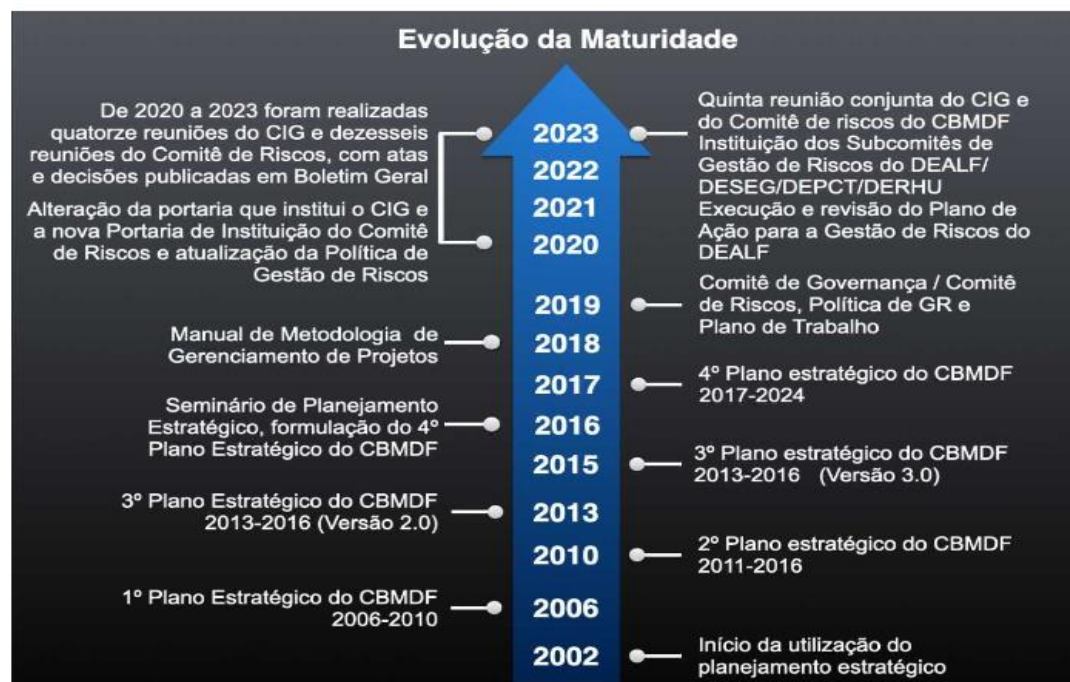 Evolução da Maturidade
De 2020 a 2023 foram realizadas
quatorze reuniões do CIG e dezesseis
reuniões do Comitê de Riscos, com atas
e decisões publicadas em Boletim Geral
Alteração da portaria que institui o CIG e
a nova Portaria de Instituição do Comitê
de Riscos e atualização da Política de
Gestão de Riscos
Manual de Metodologia de
Gerenciamento de Projetos
Seminário de Planejamento
Estratégico, formulação do 4º
Plano Estratégico do CBMDF
3º Plano Estratégico do CBMDF
2013-2016 (Versão 2.0)
1º Plano Estratégico do CBMDF
2006-2010
2023
2022
2021
2020
2019
2018
2017
2016
2015
2013
2010
2006
2002
Quinta reunião conjunta do CIG e
do Comitê de riscos do CBMDF
Instituição dos Subcomitês de
Gestão de Riscos do DEALF/
DESEG/DEPCT/DERHU
Execução e revisão do Plano de
Ação para a Gestão de Riscos do
DEALF
Comitê de Governança / Comitê
de Riscos, Política de GR e
Plano de Trabalho
4º Plano estratégico do CBMDF
2017-2024
3º Plano estratégico do CBMDF
2013-2016 (Versão 3.0)
2º Plano estratégico do CBMDF
2011-2016
Início da utilização do
planejamento estratégico